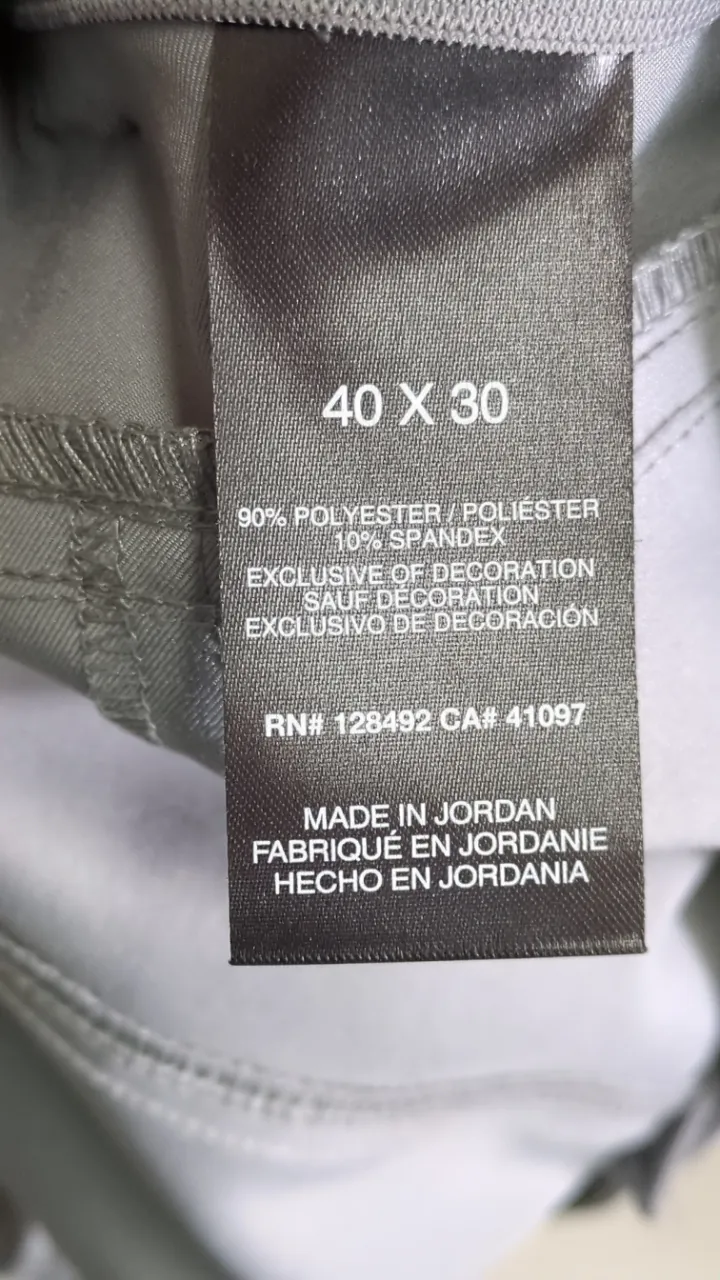 40 X 30
90% POLYESTER / POLIÉSTER
10% SPANDEX
EXCLUSIVE OF DECORATION
SAUF DÉCORATION
EXCLUSIVO DE DECORACIÓN
RN# 128492 CA# 41097
MADE IN JORDAN
FABRIQUÉ EN JORDANIE
HECHO EN JORDANIA